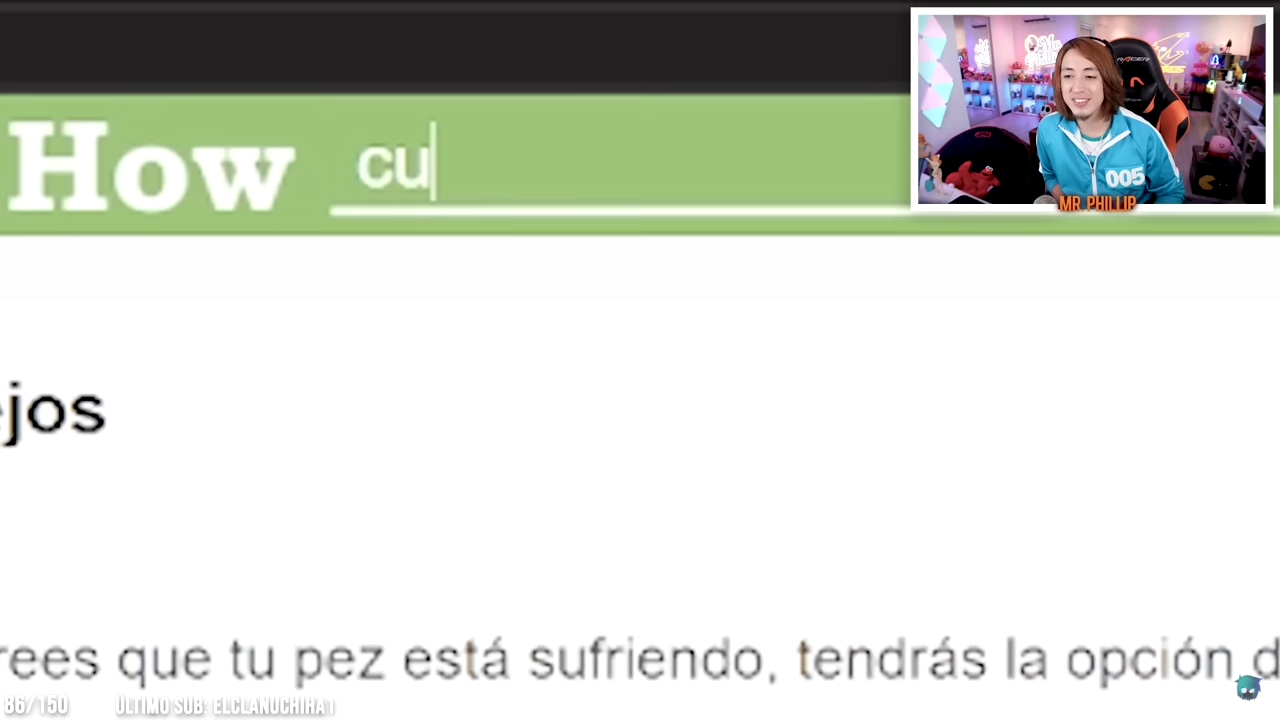 How cu
005
MR. PHILLIP
ejos
rees que tu pez está sufriendo, tendrás la opción d
86/150 ÚLTIMO SUB: ELCLANUCHIHA1